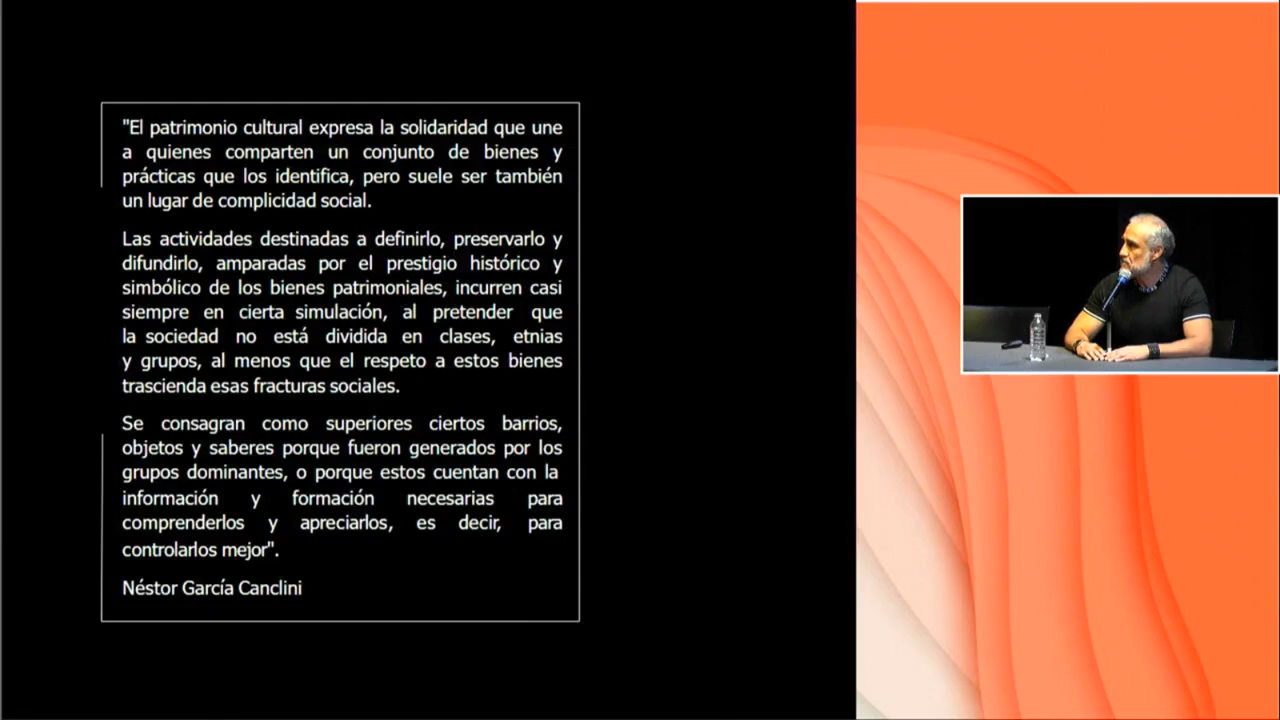 "El patrimonio cultural expresa la solidaridad que une
a quienes comparten un conjunto de bienes y
prácticas que los identifica, pero suele ser también
un lugar de complicidad social.
Las actividades destinadas a definirlo, preservarlo y
difundirlo, amparadas por el prestigio histórico y
simbólico de los bienes patrimoniales, incurren casi
siempre en cierta simulación, al pretender que
la sociedad no está dividida en clases, etnias
y grupos, al menos que el respeto a estos bienes
trascienda esas fracturas sociales.
Se consagran como superiores ciertos barrios,
objetos y saberes porque fueron generados por los
grupos dominantes, o porque estos cuentan con la
información y formación necesarias para
comprenderlos y apreciarlos, es decir, para
controlarlos mejor".
Néstor García Canclini